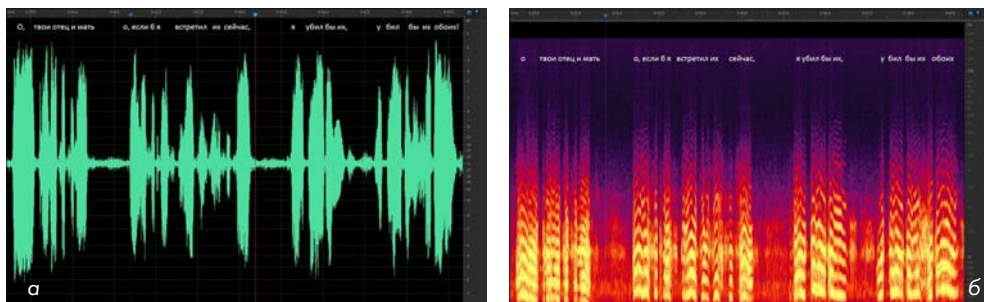 О, твои отец и мать о, если б я встретил их сейчас, я убил бы их, у бил бы их обоих!
а
о твои отец и мать о, если б я встретил их сейчас, я убил бы их, у бил бы их обоих
б